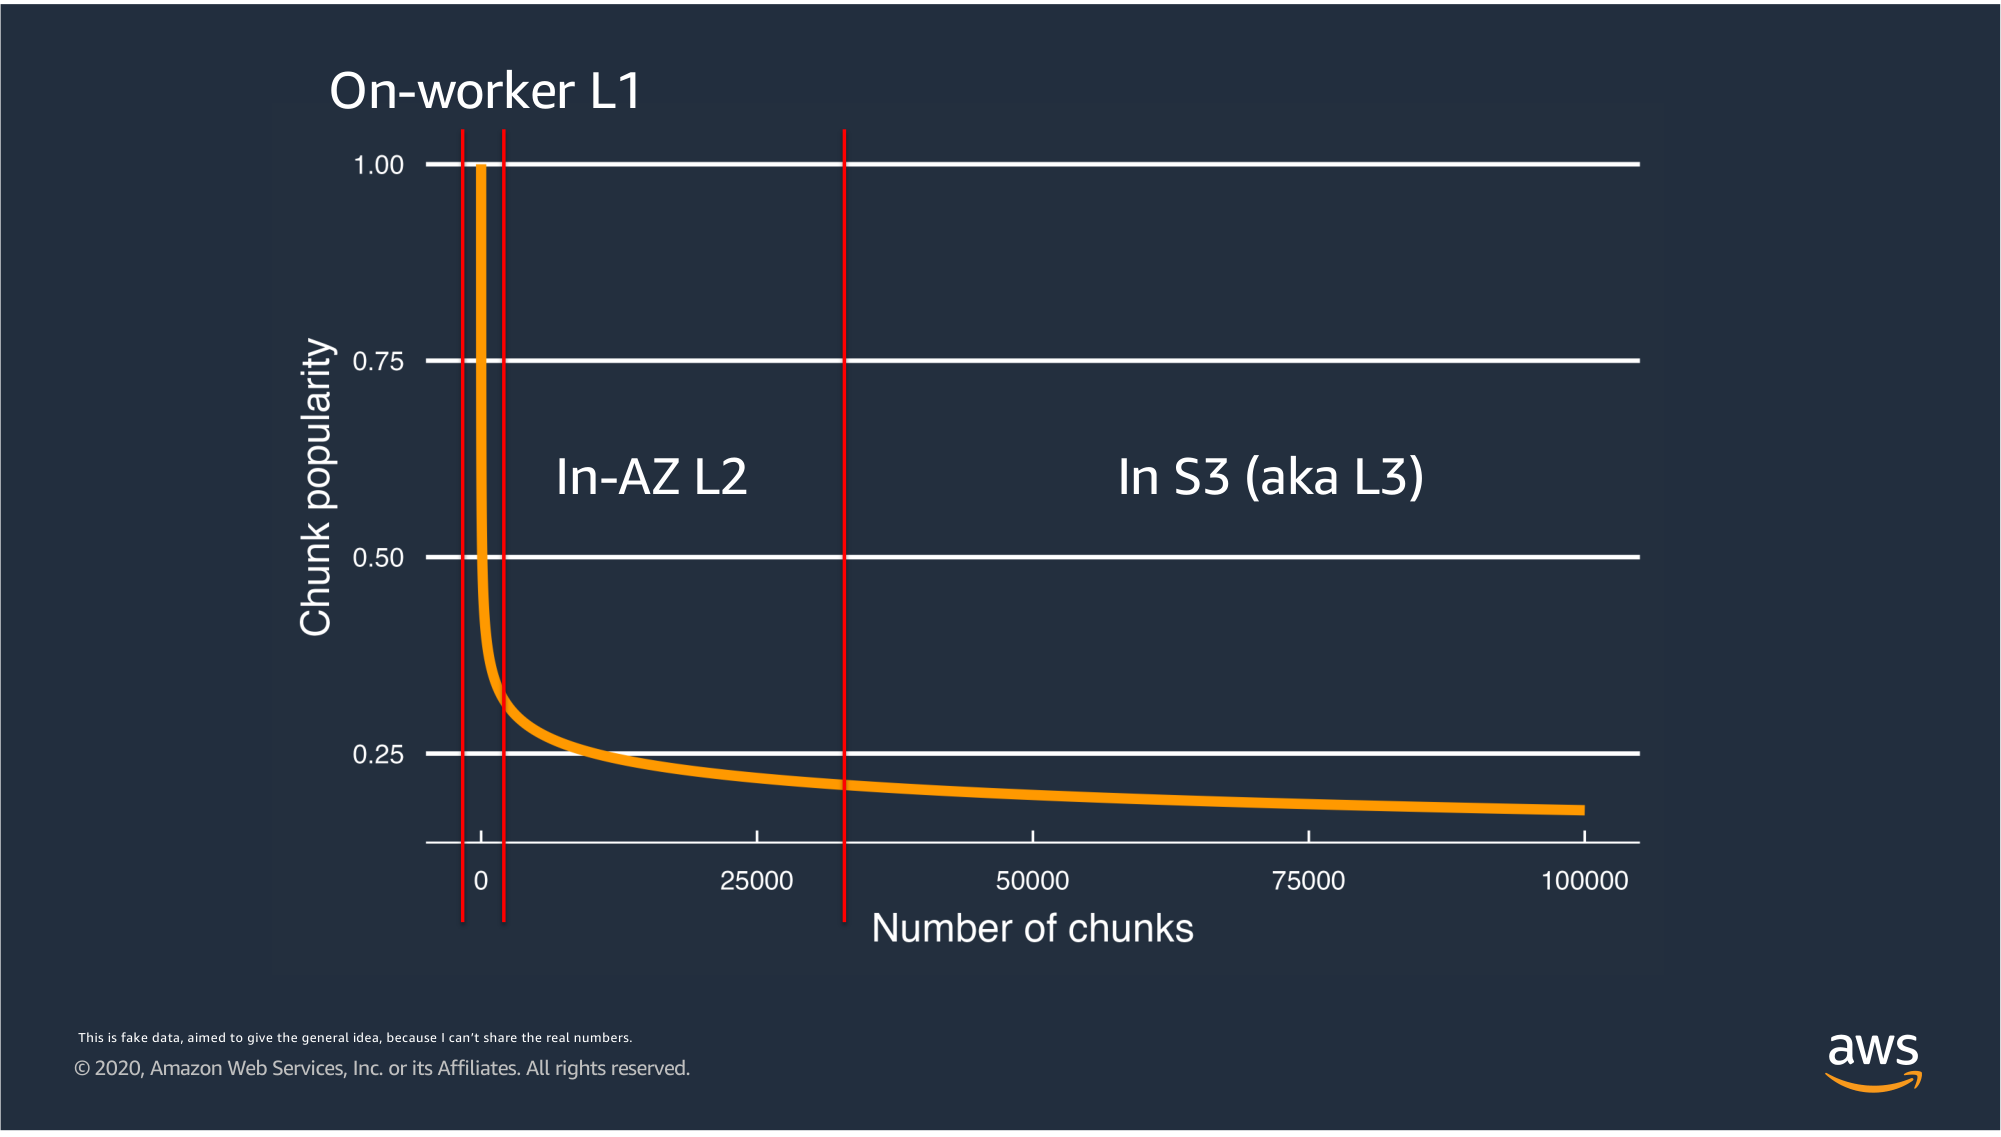 On-worker L1
1.00
0.75
0.50
0.25
Chunk popularity
In-AZ L2
In S3 (aka L3)
0
25000
50000
75000
100000
Number of chunks
This is fake data, aimed to give the general idea, because I can’t share the real numbers.
© 2020, Amazon Web Services, Inc. or its Affiliates. All rights reserved.
aws